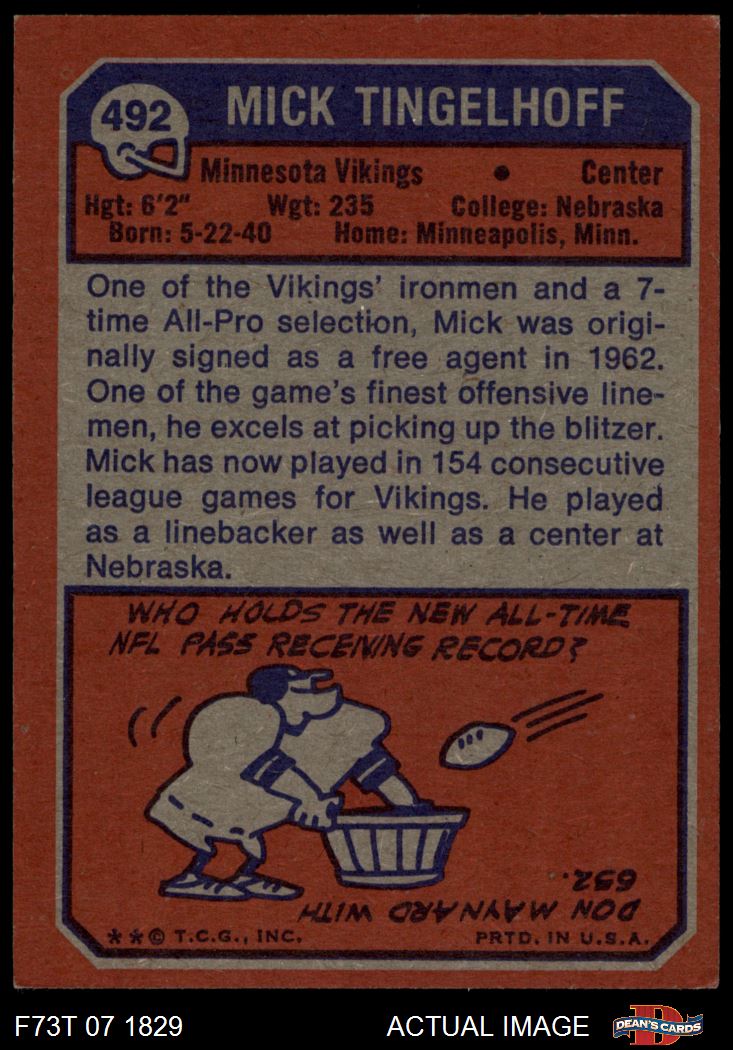 492
MICK TINGELHOFF
Minnesota Vikings • Center
Hgt: 6'2" Wgt: 235 College: Nebraska
Born: 5-22-40 Home: Minneapolis, Minn.
One of the Vikings' ironmen and a 7-
time All-Pro selection, Mick was origi-
nally signed as a free agent in 1962.
One of the game's finest offensive line-
men, he excels at picking up the blitzer.
Mick has now played in 154 consecutive
league games for Vikings. He played
as a linebacker as well as a center at
Nebraska.
WHO HOLDS THE NEW ALL-TIME
NFL PASS RECEIVING RECORD?
DON MAYNARD WITH
632.
**© T.C.G., INC. PRTD. IN U.S.A.
F73T 07 1829 ACTUAL IMAGE
D
DEAN'S CARDS